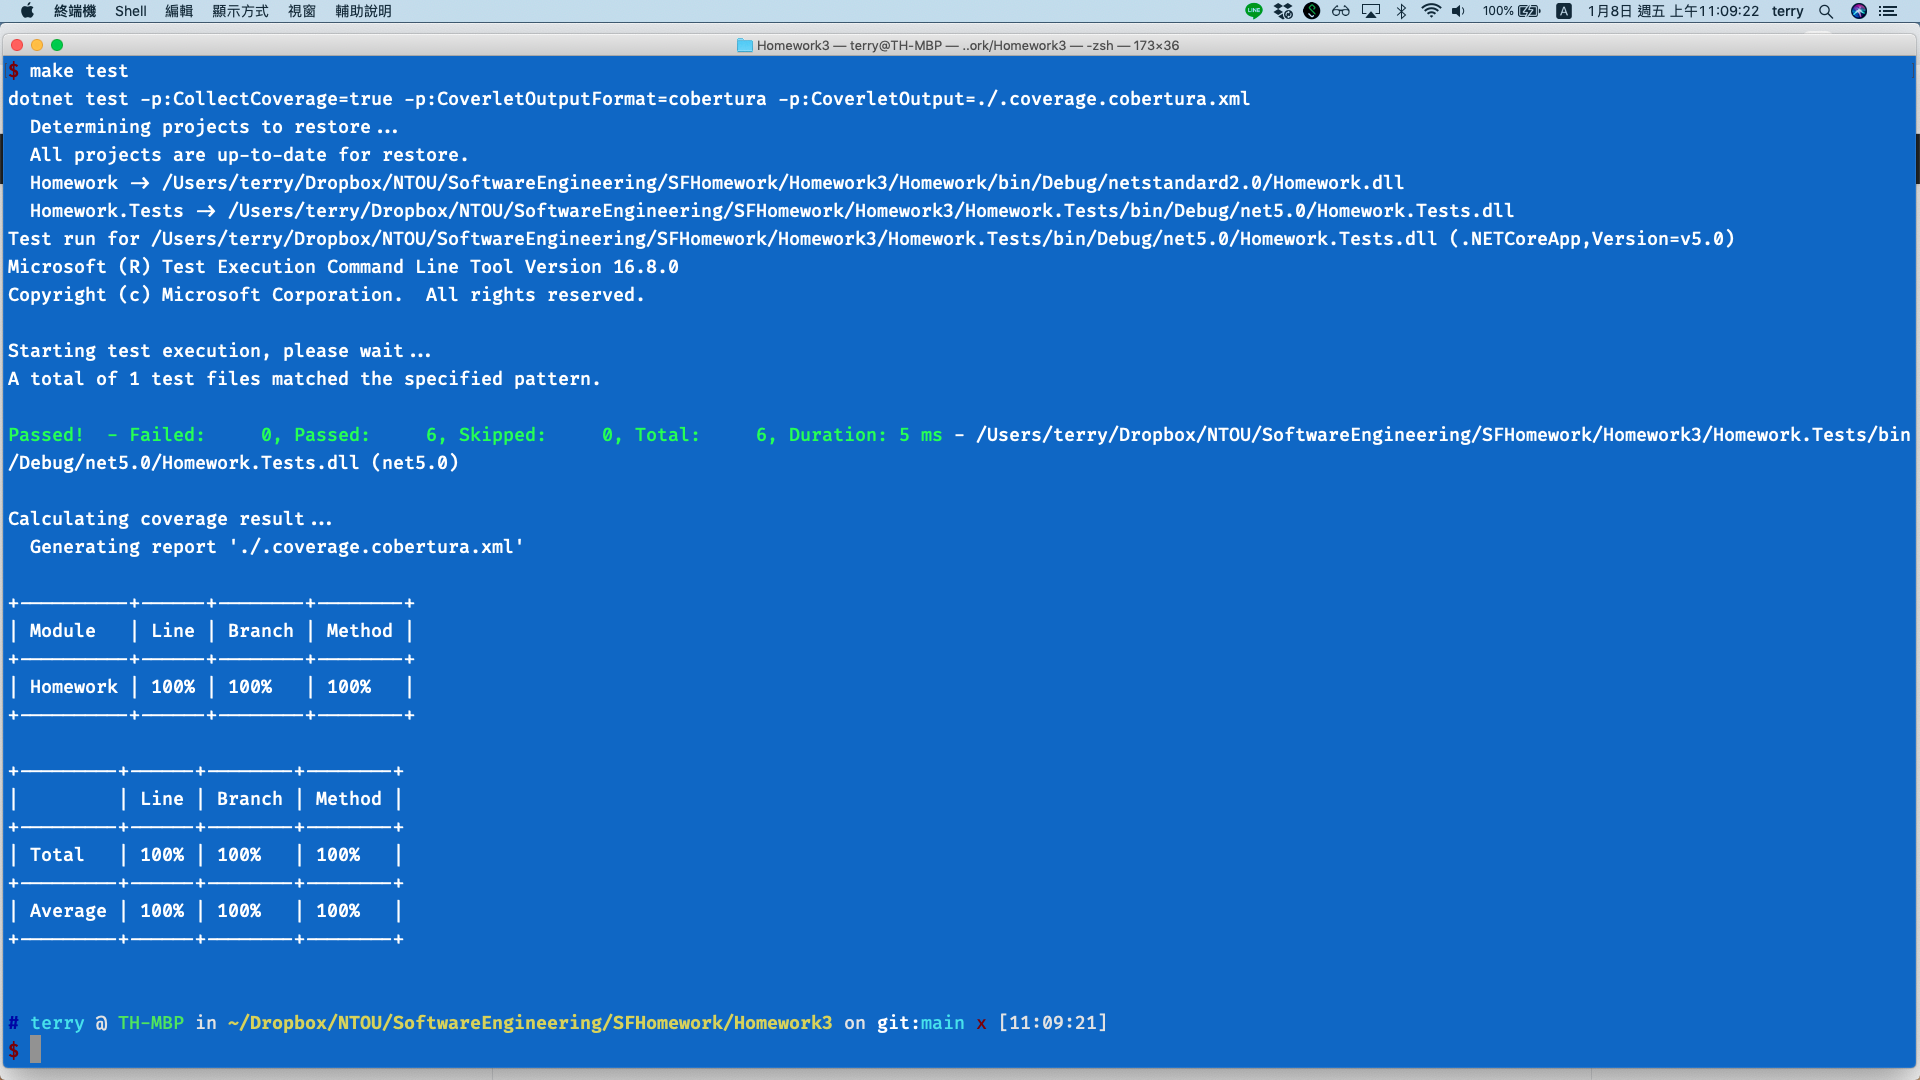 終端機 Shell 編輯 顯示方式 視窗 輔助說明 LINE S 100% A 1月8日 週五 上午11:09:22 terry
Homework3 — terry@TH-MBP — ..ork/Homework3 — -zsh — 173×36
$ make test
dotnet test -p:CollectCoverage=true -p:CoverletOutputFormat=cobertura -p:CoverletOutput=./.coverage.cobertura.xml
  Determining projects to restore...
  All projects are up-to-date for restore.
  Homework -> /Users/terry/Dropbox/NTOU/SoftwareEngineering/SFHomework/Homework3/Homework/bin/Debug/netstandard2.0/Homework.dll
  Homework.Tests -> /Users/terry/Dropbox/NTOU/SoftwareEngineering/SFHomework/Homework3/Homework.Tests/bin/Debug/net5.0/Homework.Tests.dll
Test run for /Users/terry/Dropbox/NTOU/SoftwareEngineering/SFHomework/Homework3/Homework.Tests/bin/Debug/net5.0/Homework.Tests.dll (.NETCoreApp,Version=v5.0)
Microsoft (R) Test Execution Command Line Tool Version 16.8.0
Copyright (c) Microsoft Corporation.  All rights reserved.
Starting test execution, please wait...
A total of 1 test files matched the specified pattern.
Passed!  - Failed:     0, Passed:     6, Skipped:     0, Total:     6, Duration: 5 ms - /Users/terry/Dropbox/NTOU/SoftwareEngineering/SFHomework/Homework3/Homework.Tests/bin
/Debug/net5.0/Homework.Tests.dll (net5.0)
Calculating coverage result...
  Generating report './.coverage.cobertura.xml'
+----------+------+--------+--------+
| Module   | Line | Branch | Method |
+----------+------+--------+--------+
| Homework | 100% | 100%   | 100%   |
+----------+------+--------+--------+
+---------+------+--------+--------+
|         | Line | Branch | Method |
+---------+------+--------+--------+
| Total   | 100% | 100%   | 100%   |
+---------+------+--------+--------+
| Average | 100% | 100%   | 100%   |
+---------+------+--------+--------+
# terry @ TH-MBP in ~/Dropbox/NTOU/SoftwareEngineering/SFHomework/Homework3 on git:main x [11:09:21]
$